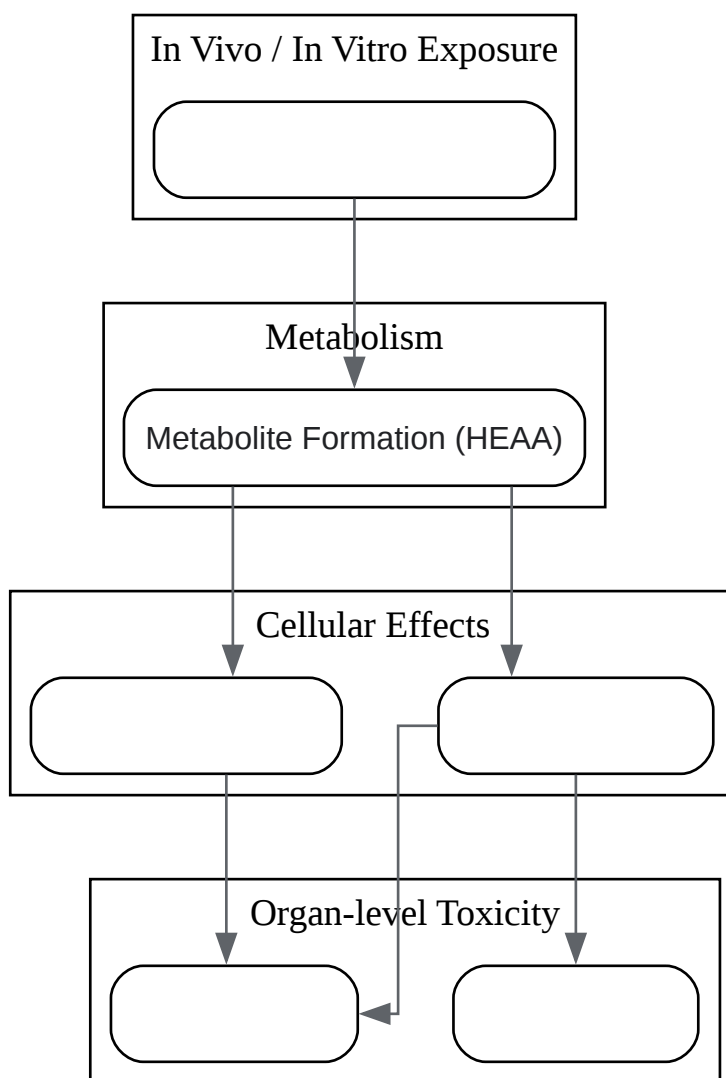 In Vivo / In Vitro Exposure
Metabolism
Metabolite Formation (HEAA)
Cellular Effects
Organ-level Toxicity